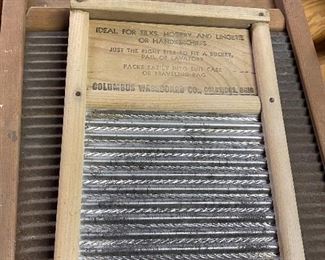 IDEAL FOR SILKS, HOSIERY AND LINGERIE
OR HANDKERCHIEFS
JUST THE RIGHT SIZE TO FIT A BUCKET,
PAIL OR LAVATORY
PACKS EASILY INTO SUIT CASE
OR TRAVELING BAG
COLUMBUS WASHBOARD CO., COLUMBUS, OHIO